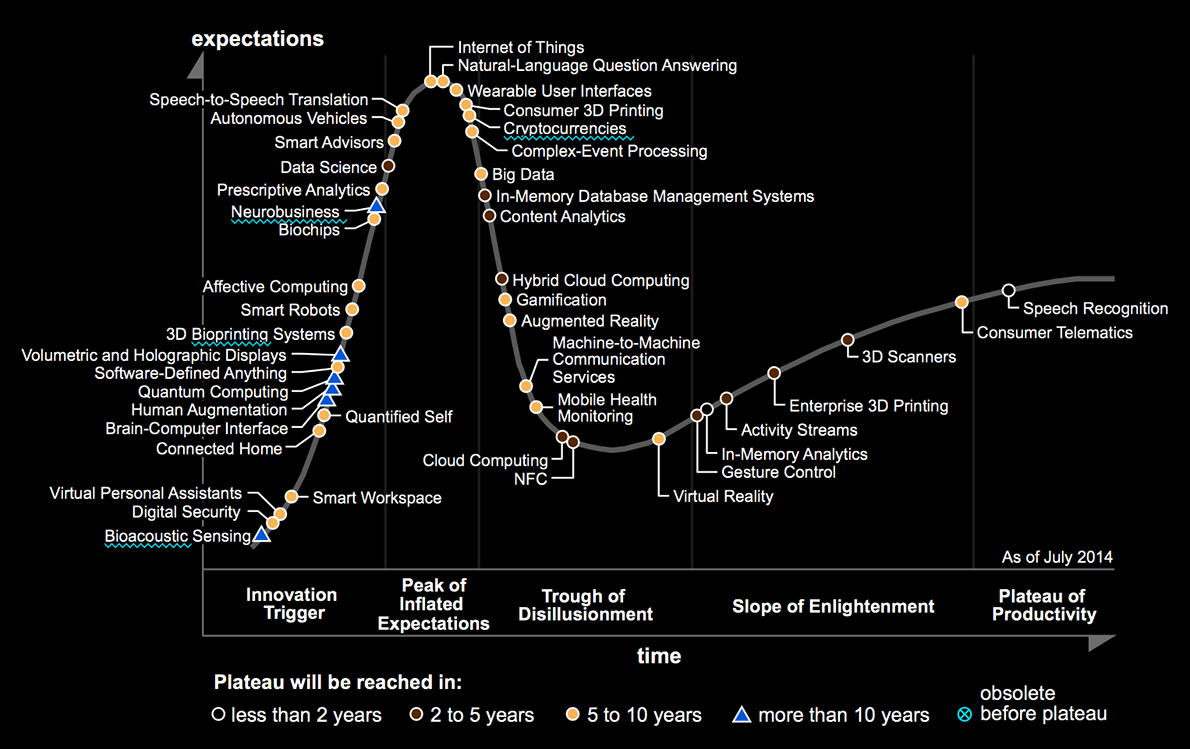 expectations
Internet of Things
Natural-Language Question Answering
Wearable User Interfaces
Speech-to-Speech Translation
Consumer 3D Printing
Autonomous Vehicles
Cryptocurrencies
Smart Advisors
Complex-Event Processing
Data Science
Big Data
Prescriptive Analytics
In-Memory Database Management Systems
Neurobusiness
Content Analytics
Biochips
Hybrid Cloud Computing
Affective Computing
Gamification
Smart Robots
Augmented Reality
3D Bioprinting Systems
Machine-to-Machine
Communication
Services
Volumetric and Holographic Displays
Software-Defined Anything
Quantum Computing
Human Augmentation
Brain-Computer Interface
Connected Home
Quantified Self
Mobile Health
Monitoring
Speech Recognition
Consumer Telematics
3D Scanners
Enterprise 3D Printing
Activity Streams
In-Memory Analytics
Gesture Control
Cloud Computing
NFC
Virtual Reality
Virtual Personal Assistants
Smart Workspace
Digital Security
Bioacoustic Sensing
As of July 2014
Innovation
Trigger
Peak of
Inflated
Expectations
Trough of
Disillusionment
Slope of Enlightenment
Plateau of
Productivity
time
Plateau will be reached in:
less than 2 years
2 to 5 years
5 to 10 years
more than 10 years
obsolete
before plateau